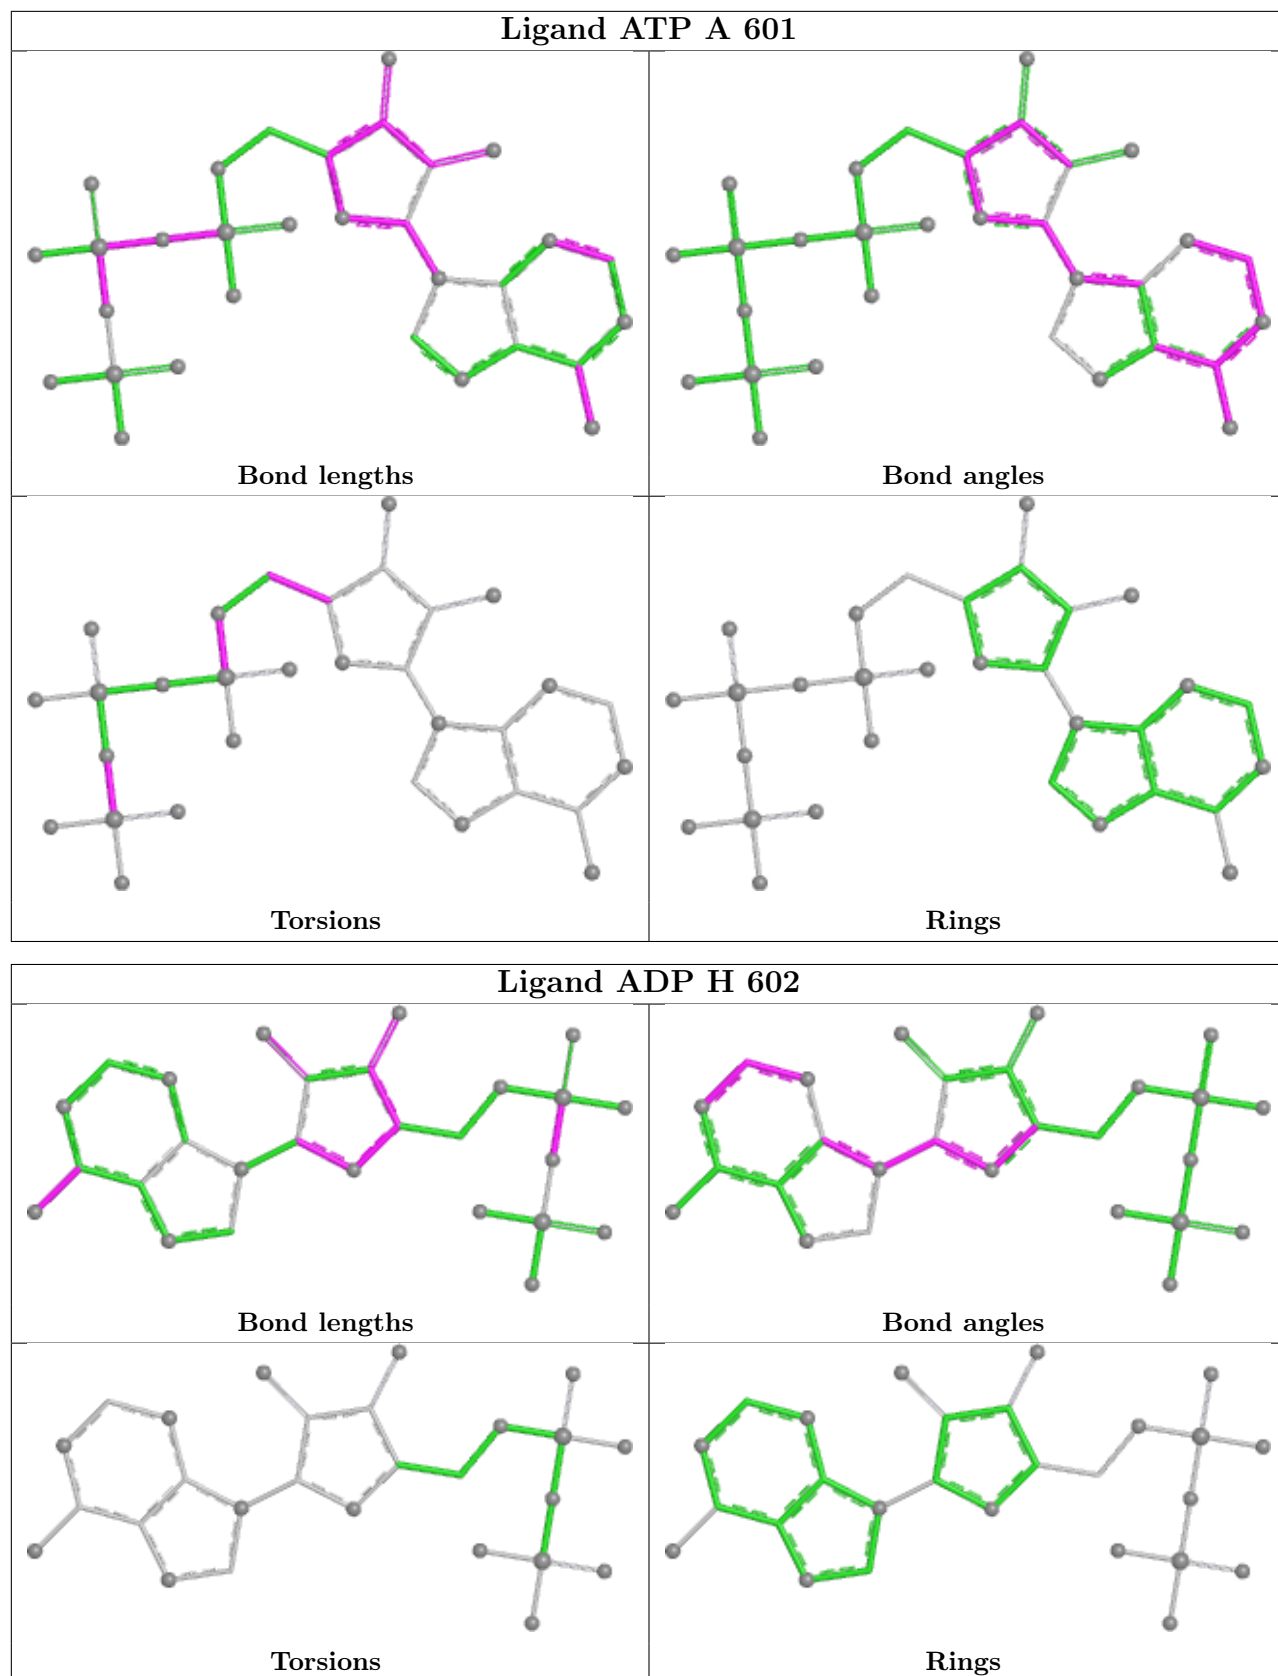 Ligand ATP A 601
Bond lengths
Bond angles
Torsions
Rings
Ligand ADP H 602
Bond lengths
Bond angles
Torsions
Rings